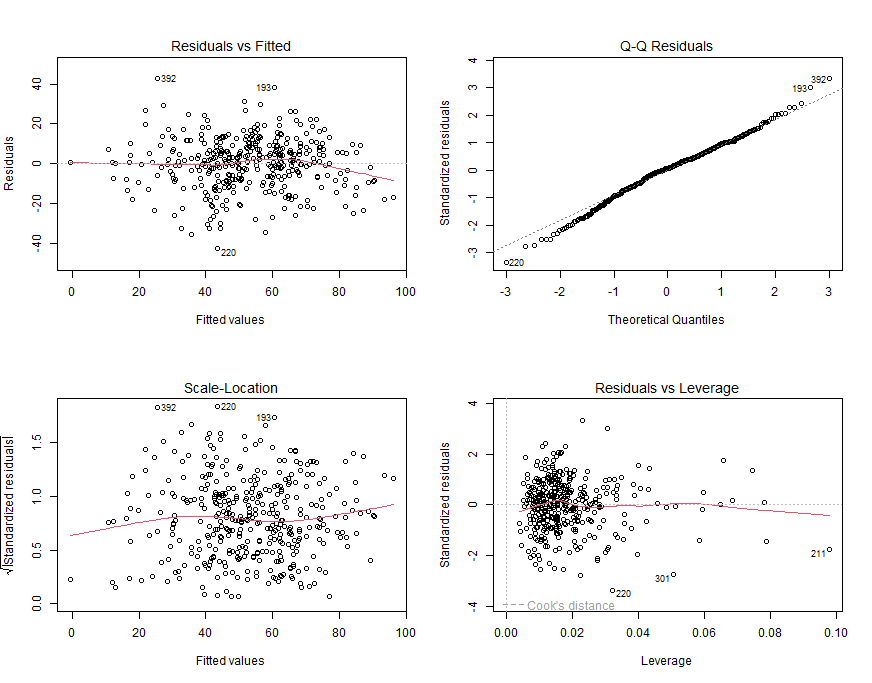 Residuals vs Fitted
Residuals
40
20
0
-20
-40
392
193
220
0 20 40 60 80 100
Fitted values
Q-Q Residuals
Standardized residuals
4
3
2
1
0
-1
-2
-3
392
193
220
-3 -2 -1 0 1 2 3
Theoretical Quantiles
Scale-Location
√|Standardized residuals|
1.5
1.0
0.5
0.0
392
220
193
0 20 40 60 80 100
Fitted values
Residuals vs Leverage
Standardized residuals
4
2
0
-2
-4
211
301
220
Cook's distance
0.00 0.02 0.04 0.06 0.08 0.10
Leverage